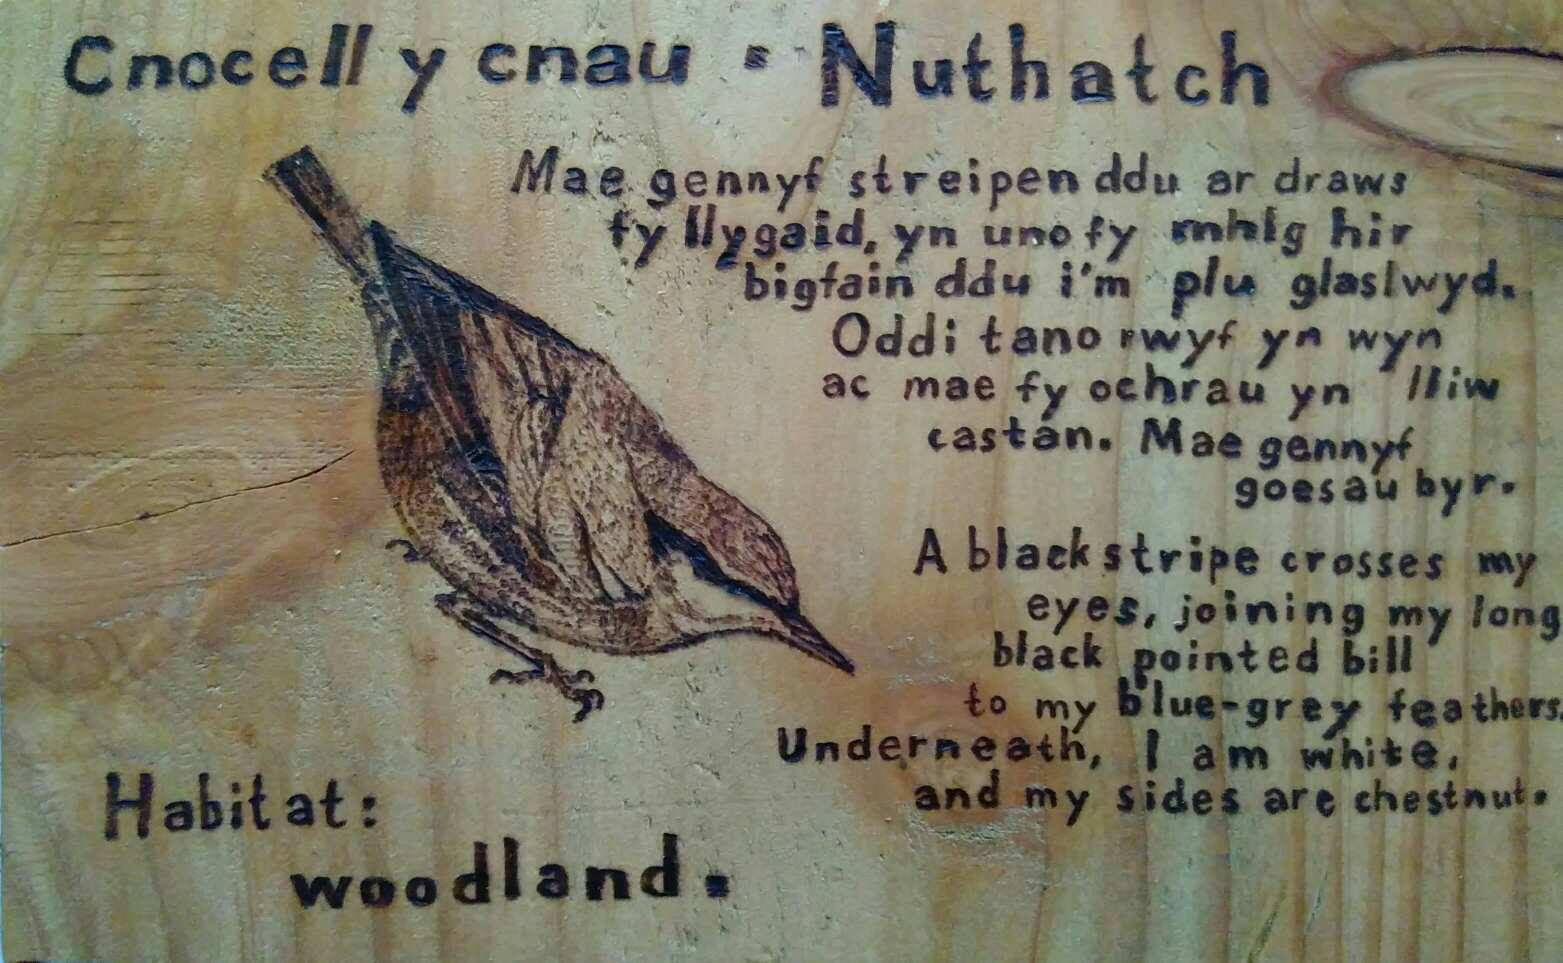 Cnocell y cnau · Nuthatch
Mae gennyf streipen ddu ar draws
fy llygaid, yn uno fy mhig hir
bigfain ddu i'm plu glaslwyd.
Oddi tano rwyf yn wyn
ac mae fy ochrau yn lliw
castan. Mae gennyf
goesau byr.
A black stripe crosses my
eyes, joining my long
black pointed bill
to my blue-grey feathers.
Underneath, I am white,
and my sides are chestnut.
Habitat:
woodland.